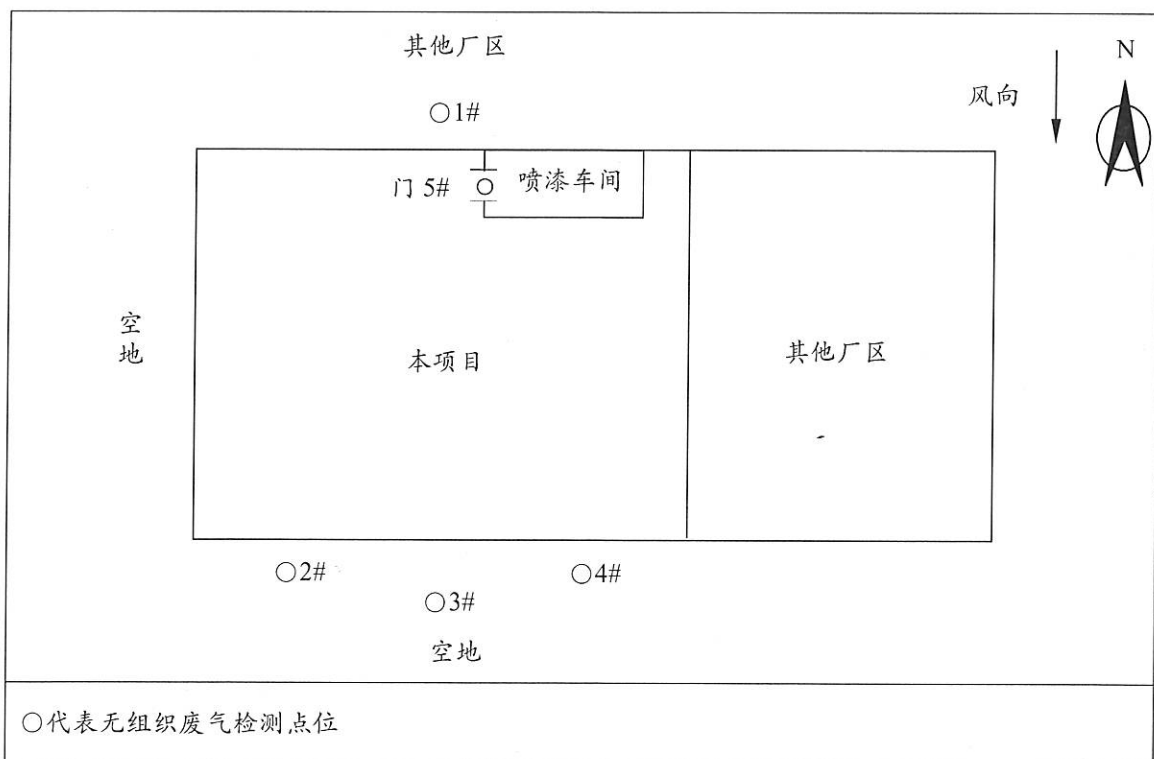 其他厂区
N
风向
○1#
门 5#
喷漆车间
空地
本项目
其他厂区
○2#
○4#
○3#
空地
○代表无组织废气检测点位